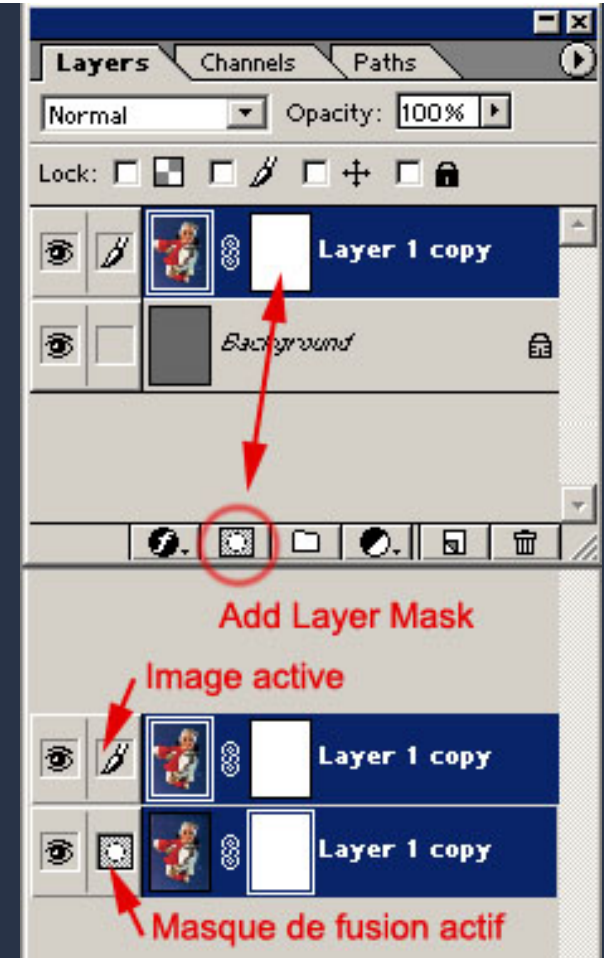 Layers Channels Paths
Normal Opacity: 100%
Lock:
Layer 1 copy
Background
Add Layer Mask
Image active
Layer 1 copy
Layer 1 copy
Masque de fusion actif